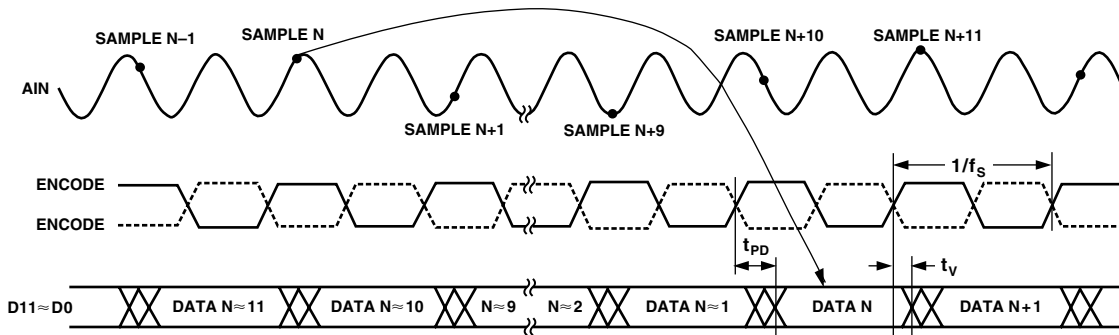 SAMPLE N–1
SAMPLE N
SAMPLE N+10
SAMPLE N+11
AIN
SAMPLE N+1
SAMPLE N+9
ENCODE
1/fS
ENCODE
tPD
tV
D11≈D0
DATA N≈11
DATA N≈10
N≈9
N≈2
DATA N≈1
DATA N
DATA N+1